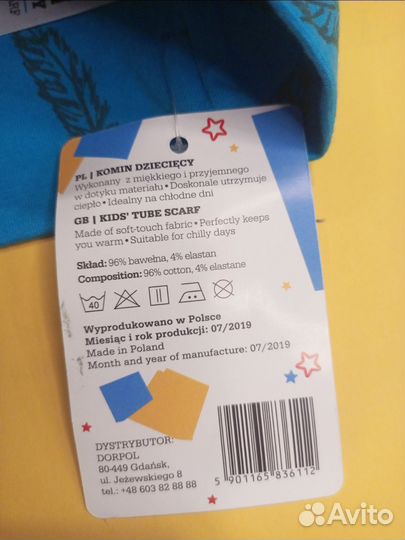 PL | KOMIN DZIECIĘCY
Wykonany z miękkiego i przyjemnego
w dotyku materiału • Doskonale utrzymuje
ciepło • Idealny na chłodne dni
GB | KIDS' TUBE SCARF
Made of soft-touch fabric • Perfectly keeps
you warm • Suitable for chilly days
Skład: 96% bawełna, 4% elastan
Composition: 96% cotton, 4% elastane
40
Wyprodukowano w Polsce
Miesiąc i rok produkcji: 07/2019
Made in Poland
Month and year of manufacture: 07/2019
DYSTRYBUTOR:
DORPOL
80-449 Gdańsk,
ul. Jeżewskiego 8
tel.: +48 603 82 88 88
5 901165 836112
Avito